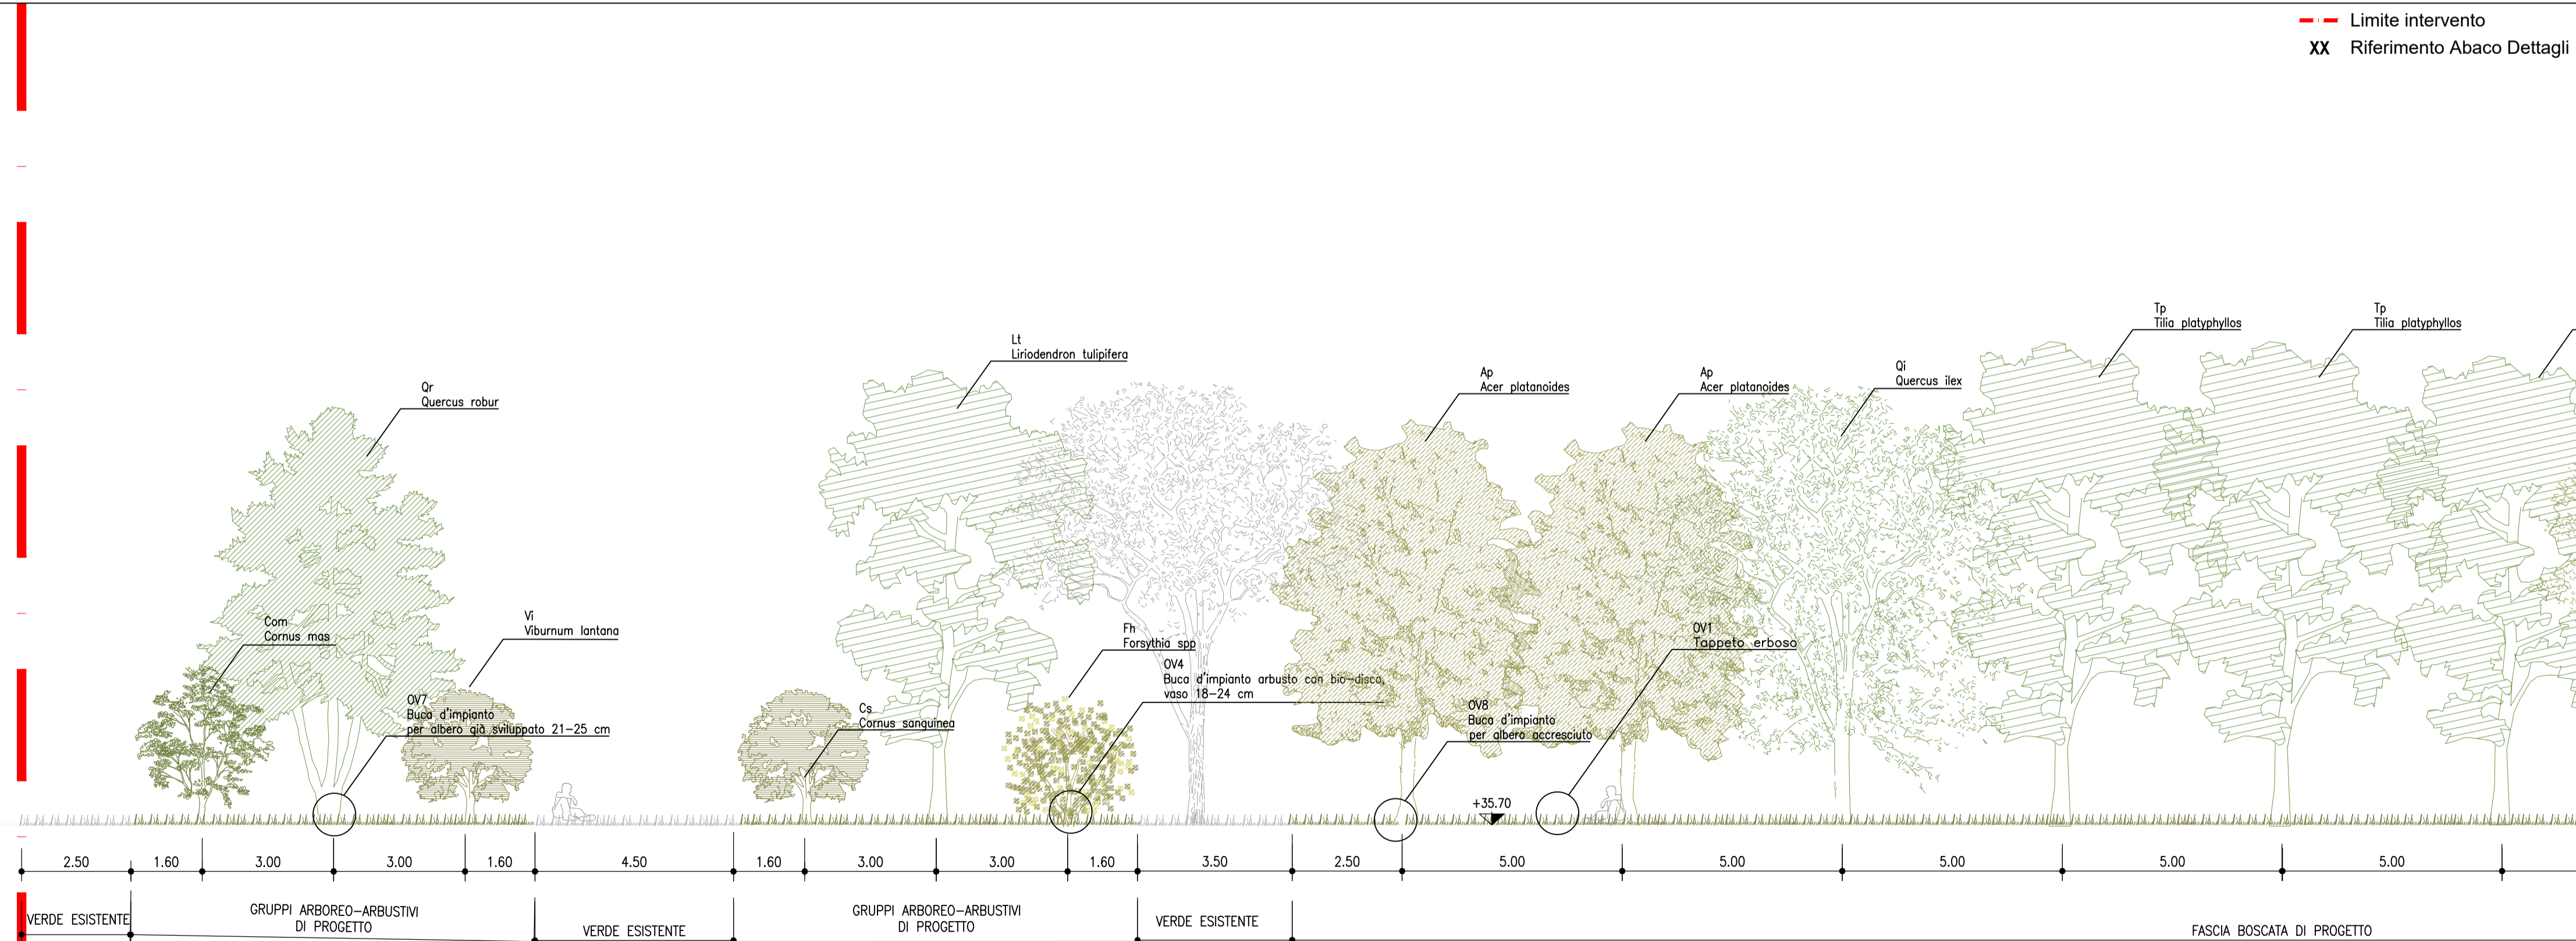 Limite intervento
XX Riferimento Abaco Dettagli
Lt
Liriodendron tulipifera
Tp
Tilia platyphyllos
Tp
Tilia platyphyllos
Qr
Quercus robur
Ap
Acer platanoides
Ap
Acer platanoides
Qi
Quercus ilex
Com
Cornus mas
Vi
Viburnum lantana
Fh
Forsythia spp
OV1
Tappeto erboso
OV4
Buca d'impianto arbusto con bio-disco,
vaso 18-24 cm
OV7
Buca d'impianto
per albero già sviluppato 21-25 cm
Cs
Cornus sanguinea
OV8
Buca d'impianto
per albero accresciuto
+35.70
2.50 1.60 3.00 3.00 1.60 4.50 1.60 3.00 3.00 1.60 3.50 2.50 5.00 5.00 5.00 5.00 5.00
VERDE ESISTENTE
GRUPPI ARBOREO-ARBUSTIVI
DI PROGETTO
VERDE ESISTENTE
GRUPPI ARBOREO-ARBUSTIVI
DI PROGETTO
VERDE ESISTENTE
FASCIA BOSCATA DI PROGETTO